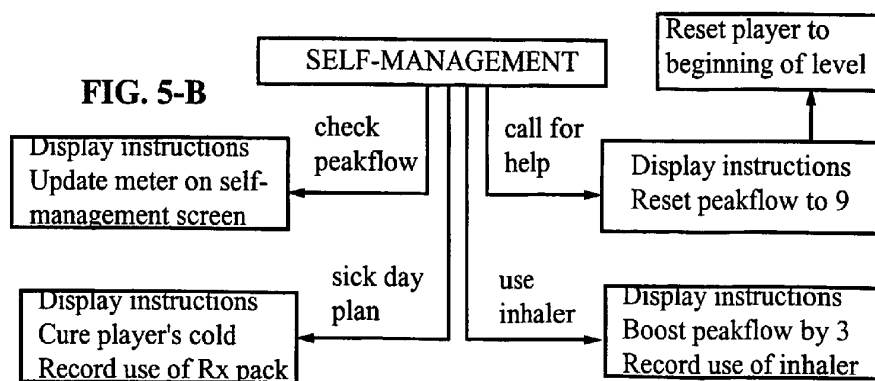 Reset player to
beginning of level
SELF-MANAGEMENT
FIG. 5-B
check
peakflow
call for
help
Display instructions
Update meter on self-
management screen
Display instructions
Reset peakflow to 9
sick day
plan
use
inhaler
Display instructions
Cure player's cold
Record use of Rx pack
Display instructions
Boost peakflow by 3
Record use of inhaler